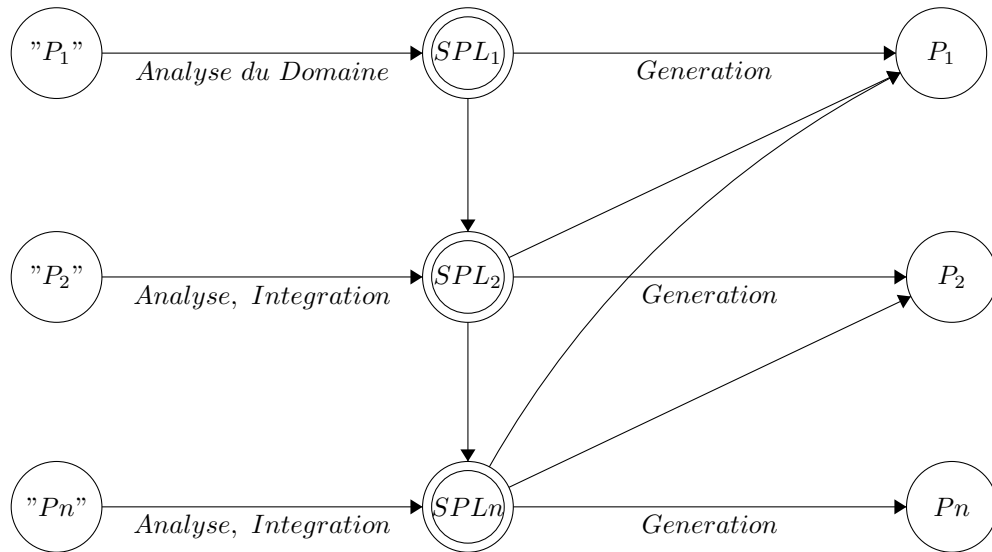 "P₁"
Analyse du Domaine
SPL₁
Generation
P₁
"P₂"
Analyse, Integration
SPL₂
Generation
P₂
"Pn"
Analyse, Integration
SPLn
Generation
Pn